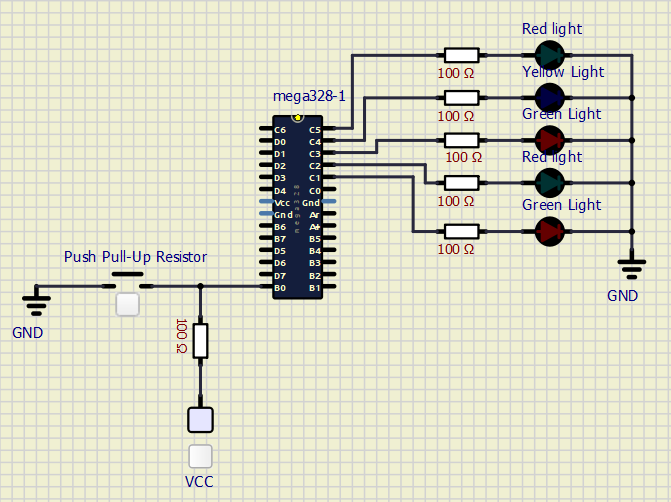 Red light
100 Ω
Yellow Light
100 Ω
Green Light
100 Ω
Red light
100 Ω
Green Light
100 Ω
GND
mega328-1
C6 C5
D0 C4
D1 C3
D2 C2
D3 C1
D4 C0
Vcc Gnd
Gnd Ar
B6
B7 B5
D5 B4
D6 B3
D7 B2
B0 B1
mega328
Push Pull-Up Resistor
GND
100 Ω
VCC